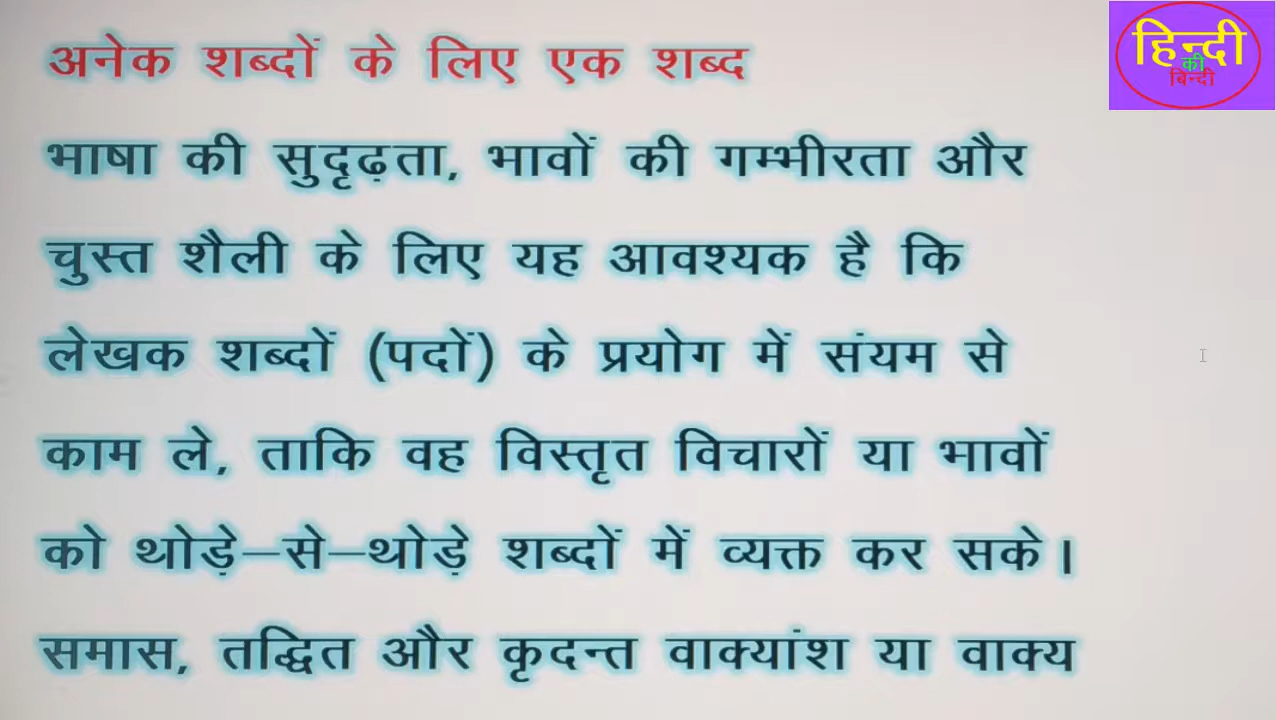 अनेक शब्दों के लिए एक शब्द
हिन्दी
की
बिन्दी
भाषा की सुदृढ़ता, भावों की गम्भीरता और
चुस्त शैली के लिए यह आवश्यक है कि
लेखक शब्दों (पदों) के प्रयोग में संयम से
काम ले, ताकि वह विस्तृत विचारों या भावों
को थोड़े–से–थोड़े शब्दों में व्यक्त कर सके।
समास, तद्धित और कृदन्त वाक्यांश या वाक्य